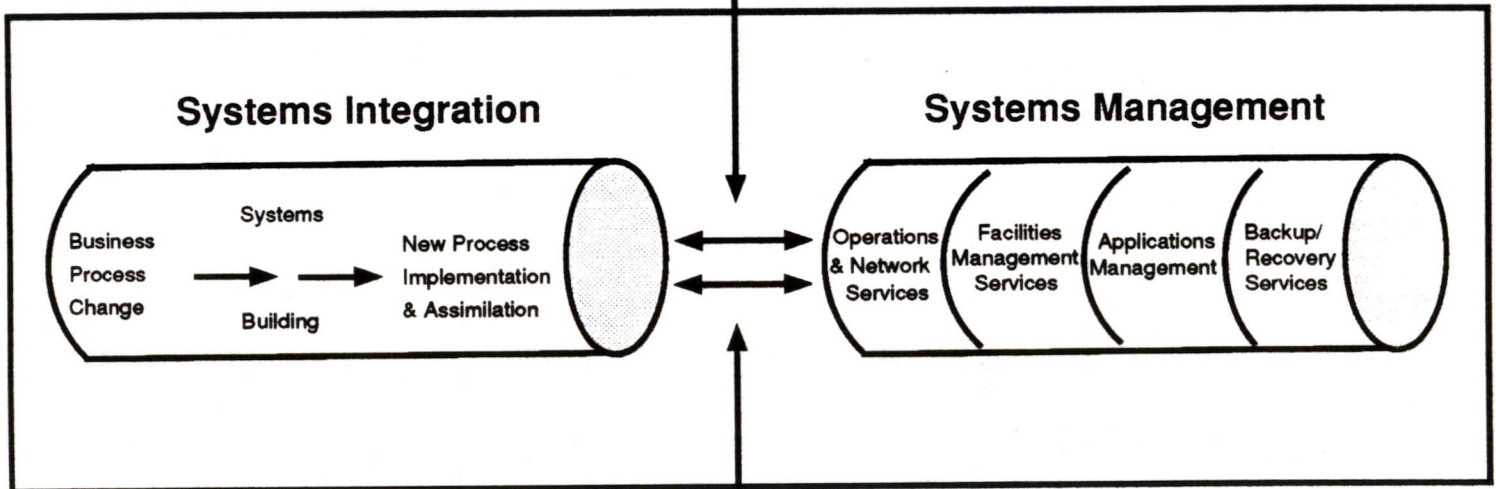 Systems Integration
Business
Process
Change
Systems
Building
New Process
Implementation
& Assimilation
Systems Management
Operations
& Network
Services
Facilities
Management
Services
Applications
Management
Backup/
Recovery
Services